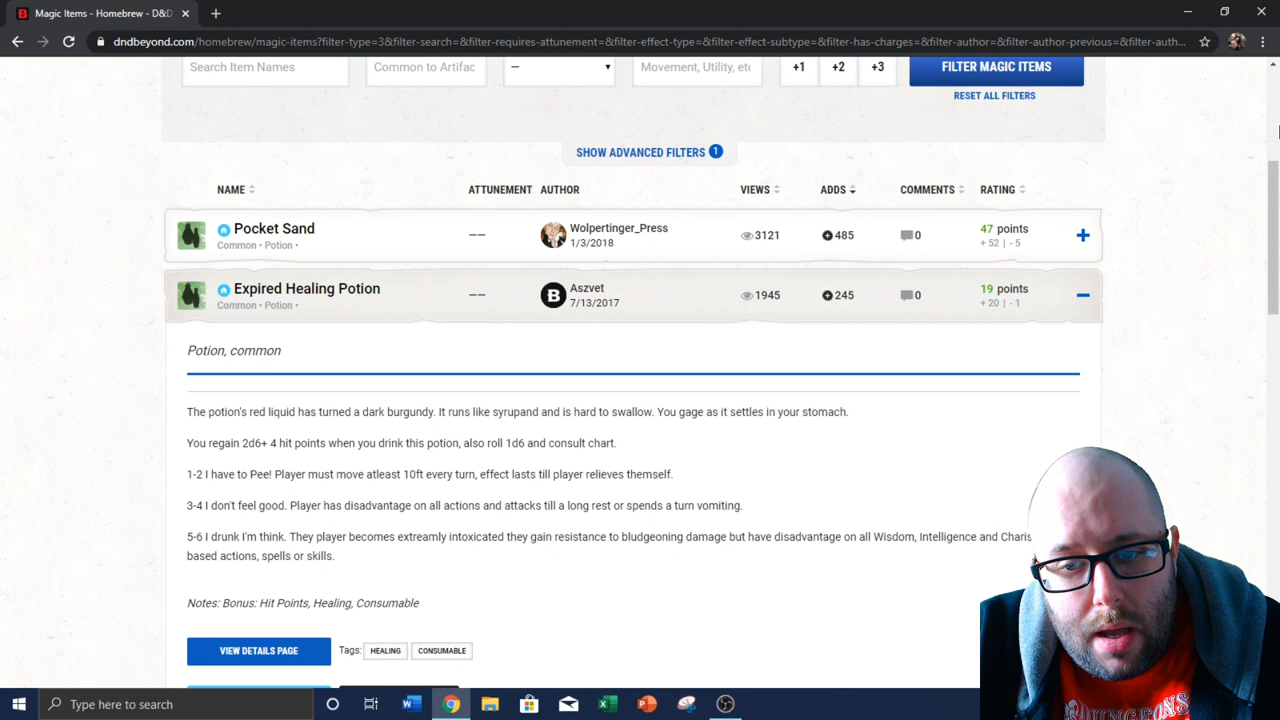 Magic Items - Homebrew - D&D
dndbeyond.com/homebrew/magic-items?filter-type=3&filter-search=&filter-requires-attunement=&filter-effect-type=&filter-effect-subtype=&filter-has-charges=&filter-author=&filter-author-previous=&filter-auth...
Search Item Names Common to Artifac — Movement, Utility, etc +1 +2 +3 FILTER MAGIC ITEMS
RESET ALL FILTERS
SHOW ADVANCED FILTERS 1
NAME ATTUNEMENT AUTHOR VIEWS ADDS COMMENTS RATING
Pocket Sand
Common • Potion •
—— Wolpertinger_Press
1/3/2018
3121 485 0 47 points
+ 52 | - 5
Expired Healing Potion
Common • Potion •
—— B Aszvet
7/13/2017
1945 245 0 19 points
+ 20 | - 1
Potion, common
The potion's red liquid has turned a dark burgundy. It runs like syrupand and is hard to swallow. You gage as it settles in your stomach.
You regain 2d6+ 4 hit points when you drink this potion, also roll 1d6 and consult chart.
1-2 I have to Pee! Player must move atleast 10ft every turn, effect lasts till player relieves themself.
3-4 I don't feel good. Player has disadvantage on all actions and attacks till a long rest or spends a turn vomiting.
5-6 I drunk I'm think. They player becomes extreamly intoxicated they gain resistance to bludgeoning damage but have disadvantage on all Wisdom, Intelligence and Charis
based actions, spells or skills.
Notes: Bonus: Hit Points, Healing, Consumable
VIEW DETAILS PAGE Tags: HEALING CONSUMABLE
Type here to search